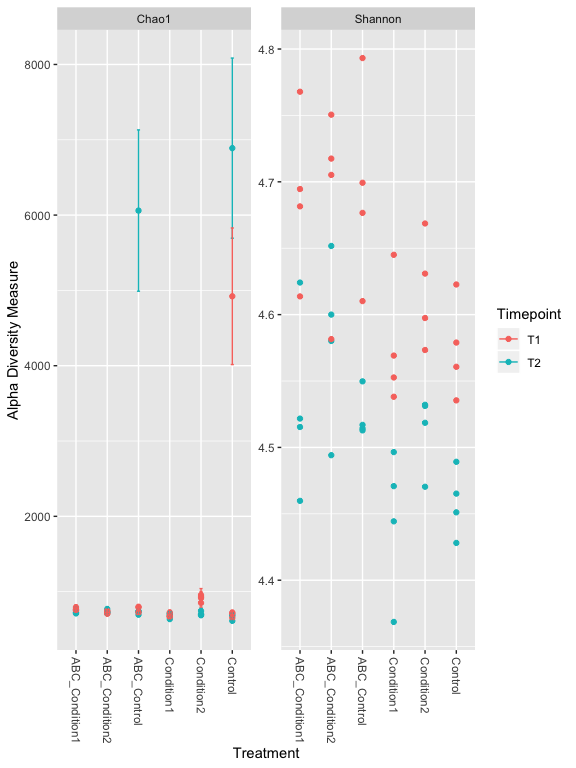 Chao1
Shannon
Alpha Diversity Measure
8000
6000
4000
2000
4.8
4.7
4.6
4.5
4.4
Timepoint
T1
T2
ABC_Condition1
ABC_Condition2
ABC_Control
Condition1
Condition2
Control
ABC_Condition1
ABC_Condition2
ABC_Control
Condition1
Condition2
Control
Treatment